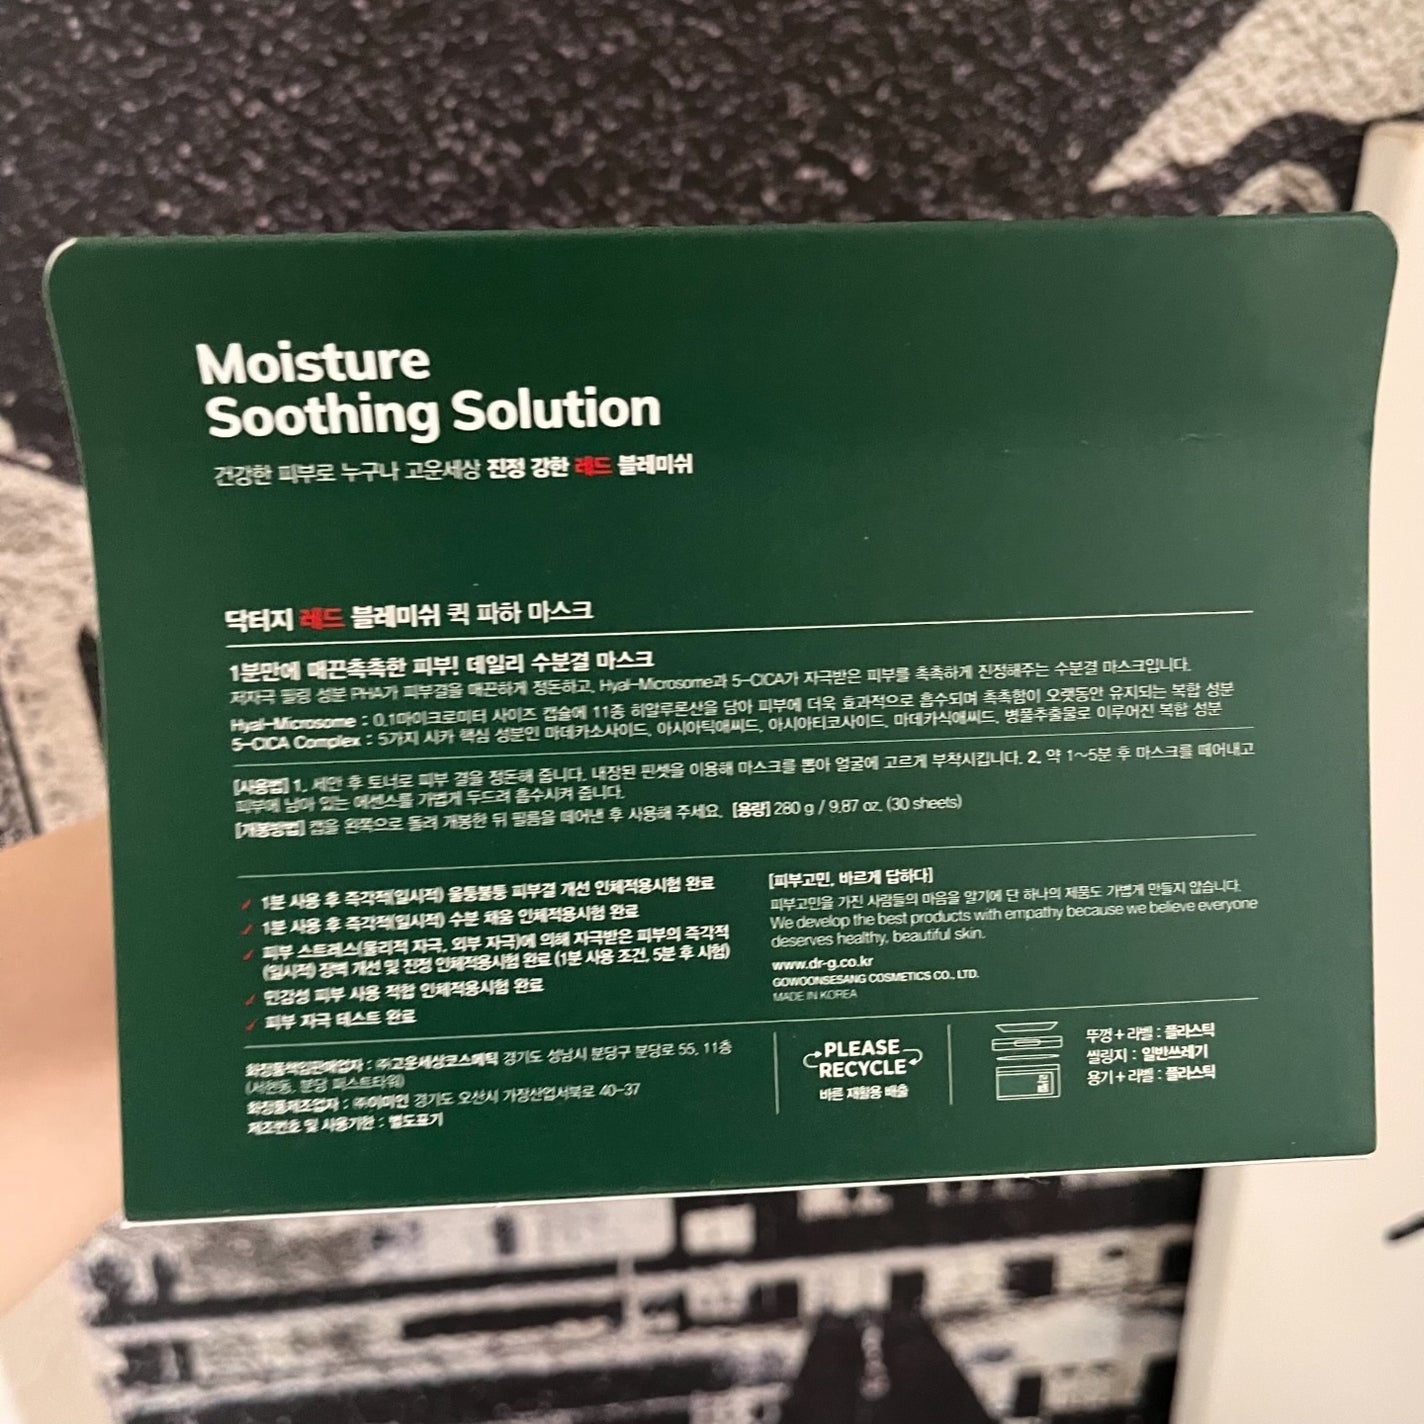 Moisture
Soothing Solution
건강한 피부로 누구나 고운세상 진정 강한 레드 블레미쉬
닥터지 레드 블레미쉬 퀵 파하 마스크
1분만에 매끈촉촉한 피부! 데일리 수분결 마스크
저자극 필링 성분 PHA가 피부결을 매끈하게 정돈하고, Hyal-Microsome과 5-CICA가 자극받은 피부를 촉촉하게 진정해주는 수분결 마스크입니다.
Hyal-Microsome : 0.1마이크로미터 사이즈 캡슐에 11종 히알루론산을 담아 피부에 더욱 효과적으로 흡수되며 촉촉함이 오랫동안 유지되는 복합 성분
5-CICA Complex : 5가지 시카 핵심 성분인 마데카소사이드, 아시아틱애씨드, 아시아티코사이드, 마데카식애씨드, 병풀추출물로 이루어진 복합 성분
[사용법] 1. 세안 후 토너로 피부 결을 정돈해 줍니다. 내장된 핀셋을 이용해 마스크를 뽑아 얼굴에 고르게 부착시킵니다. 2. 약 1~5분 후 마스크를 떼어내고
피부에 남아 있는 에센스를 가볍게 두드려 흡수시켜 줍니다.
[개봉방법] 캡을 왼쪽으로 돌려 개봉한 뒤 필름을 떼어낸 후 사용해 주세요. [용량] 280 g / 9.87 oz. (30 sheets)
✓ 1분 사용 후 즉각적(일시적) 울퉁불퉁 피부결 개선 인체적용시험 완료
✓ 1분 사용 후 즉각적(일시적) 수분 채움 인체적용시험 완료
✓ 피부 스트레스(물리적 자극, 외부 자극)에 의해 자극받은 피부의 즉각적
(일시적) 장벽 개선 및 진정 인체적용시험 완료 (1분 사용 조건, 5분 후 시험)
✓ 민감성 피부 사용 적합 인체적용시험 완료
✓ 피부 자극 테스트 완료
[피부고민, 바르게 답하다]
피부고민을 가진 사람들의 마음을 알기에 단 하나의 제품도 가볍게 만들지 않습니다.
We develop the best products with empathy because we believe everyone
deserves healthy, beautiful skin.
www.dr-g.co.kr
GOWOONSESANG COSMETICS CO., LTD.
MADE IN KOREA
화장품책임판매업자 : ㈜고운세상코스메틱 경기도 성남시 분당구 분당로 55, 11층
(서현동, 분당 퍼스트타워)
화장품제조업자 : ㈜이미인 경기도 오산시 가장산업서북로 40-37
제조번호 및 사용기한 : 별도표기
PLEASE
RECYCLE
바른 재활용 배출
뚜껑+라벨 : 플라스틱
씰링지 : 일반쓰레기
용기+라벨 : 플라스틱